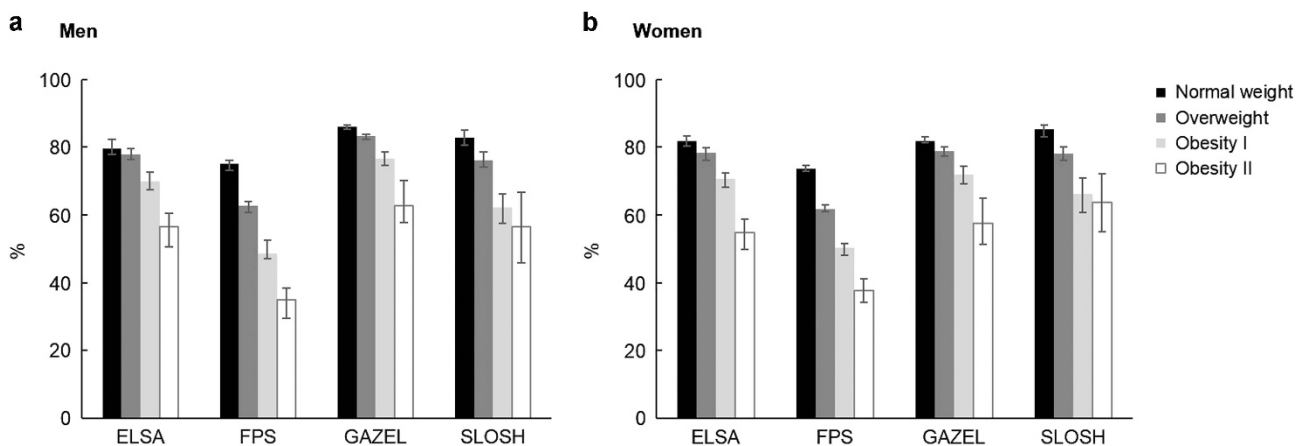 a Men
100
80
60
40
20
0
%
ELSA FPS GAZEL SLOSH
b Women
100
80
60
40
20
0
%
ELSA FPS GAZEL SLOSH
Normal weight
Overweight
Obesity I
Obesity II